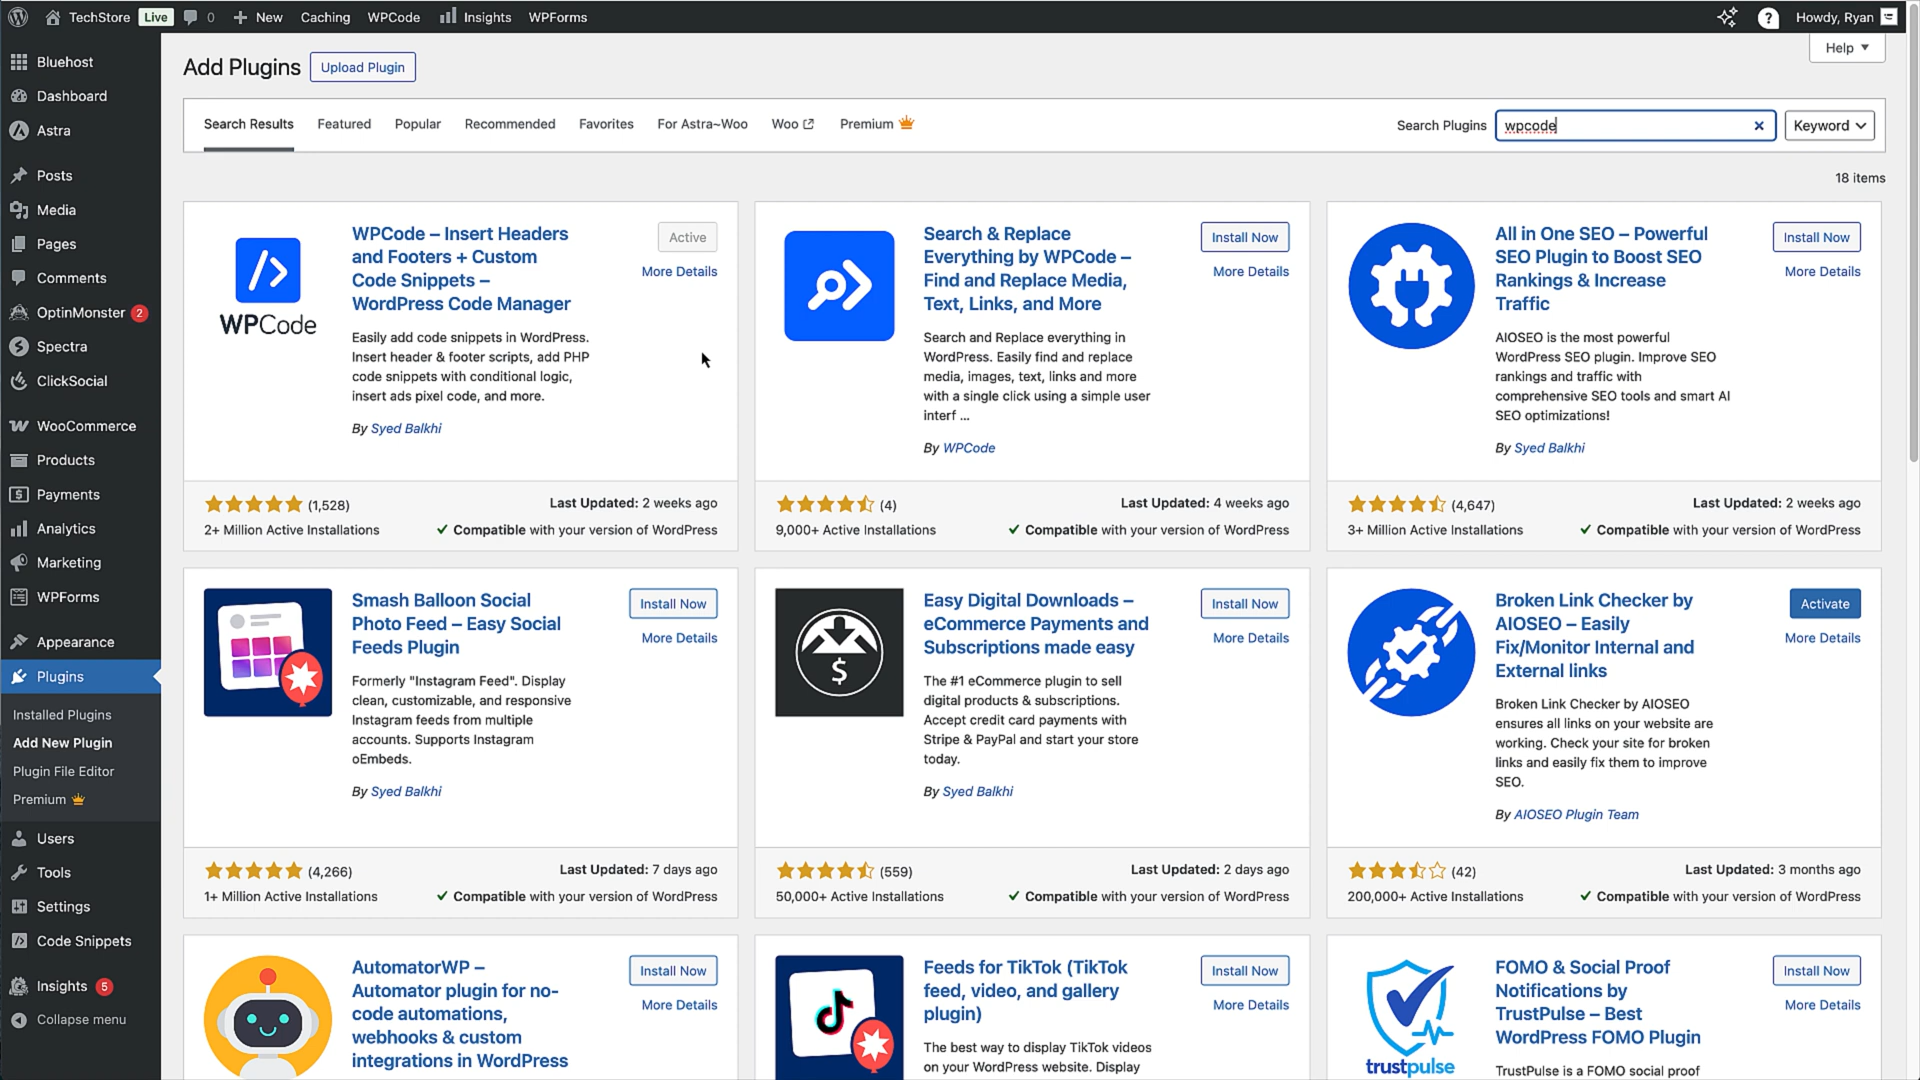 TechStore Live 0 New Caching WPCode Insights WPForms Howdy, Ryan
Help
Bluehost
Dashboard
Astra
Posts
Media
Pages
Comments
OptinMonster 2
Spectra
ClickSocial
WooCommerce
Products
Payments
Analytics
Marketing
WPForms
Appearance
Plugins
Installed Plugins
Add New Plugin
Plugin File Editor
Premium
Users
Tools
Settings
Code Snippets
Insights 5
Collapse menu
Add Plugins Upload Plugin
Search Results Featured Popular Recommended Favorites For Astra~Woo Woo Premium Search Plugins wpcode Keyword
18 items
WPCode
WPCode – Insert Headers
and Footers + Custom
Code Snippets –
WordPress Code Manager
Active
More Details
Easily add code snippets in WordPress.
Insert header & footer scripts, add PHP
code snippets with conditional logic,
insert ads pixel code, and more.
By Syed Balkhi
(1,528)
Last Updated: 2 weeks ago
2+ Million Active Installations
Compatible with your version of WordPress
Search & Replace
Everything by WPCode –
Find and Replace Media,
Text, Links, and More
Install Now
More Details
Search and Replace everything in
WordPress. Easily find and replace
media, images, text, links and more
with a single click using a simple user
interf ...
By WPCode
(4)
Last Updated: 4 weeks ago
9,000+ Active Installations
Compatible with your version of WordPress
All in One SEO – Powerful
SEO Plugin to Boost SEO
Rankings & Increase
Traffic
Install Now
More Details
AIOSEO is the most powerful
WordPress SEO plugin. Improve SEO
rankings and traffic with
comprehensive SEO tools and smart AI
SEO optimizations!
By Syed Balkhi
(4,647)
Last Updated: 2 weeks ago
3+ Million Active Installations
Compatible with your version of WordPress
Smash Balloon Social
Photo Feed – Easy Social
Feeds Plugin
Install Now
More Details
Formerly "Instagram Feed". Display
clean, customizable, and responsive
Instagram feeds from multiple
accounts. Supports Instagram
oEmbeds.
By Syed Balkhi
(4,266)
Last Updated: 7 days ago
1+ Million Active Installations
Compatible with your version of WordPress
Easy Digital Downloads –
eCommerce Payments and
Subscriptions made easy
Install Now
More Details
The #1 eCommerce plugin to sell
digital products & subscriptions.
Accept credit card payments with
Stripe & PayPal and start your store
today.
By Syed Balkhi
(559)
Last Updated: 2 days ago
50,000+ Active Installations
Compatible with your version of WordPress
Broken Link Checker by
AIOSEO – Easily
Fix/Monitor Internal and
External links
Activate
More Details
Broken Link Checker by AIOSEO
ensures all links on your website are
working. Check your site for broken
links and easily fix them to improve
SEO.
By AIOSEO Plugin Team
(42)
Last Updated: 3 months ago
200,000+ Active Installations
Compatible with your version of WordPress
AutomatorWP –
Automator plugin for no-
code automations,
webhooks & custom
integrations in WordPress
Install Now
More Details
Feeds for TikTok (TikTok
feed, video, and gallery
plugin)
Install Now
More Details
The best way to display TikTok videos
on your WordPress website. Display
trustpulse
FOMO & Social Proof
Notifications by
TrustPulse – Best
WordPress FOMO Plugin
Install Now
More Details
TrustPulse is a FOMO social proof